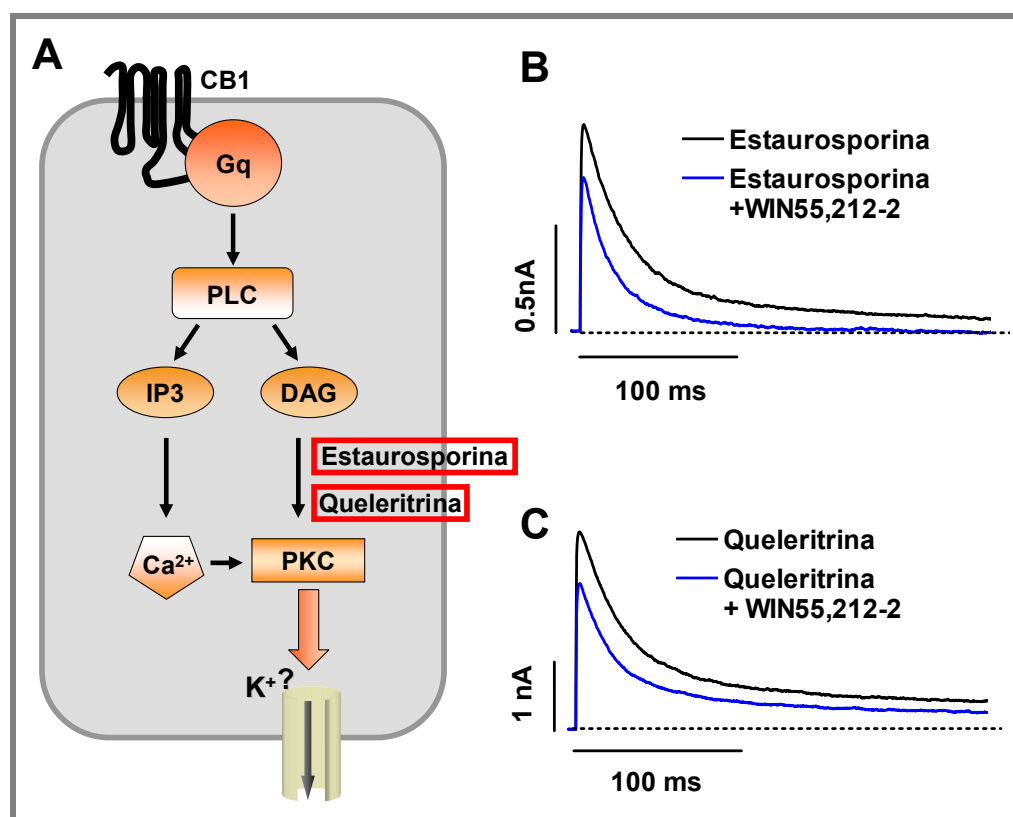 A
CB1
Gq
PLC
IP3
DAG
Estaurosporina
Queleritrina
Ca²⁺
PKC
K⁺?
B
Estaurosporina
Estaurosporina
+WIN55,212-2
0.5nA
100 ms
C
Queleritrina
Queleritrina
+ WIN55,212-2
1 nA
100 ms